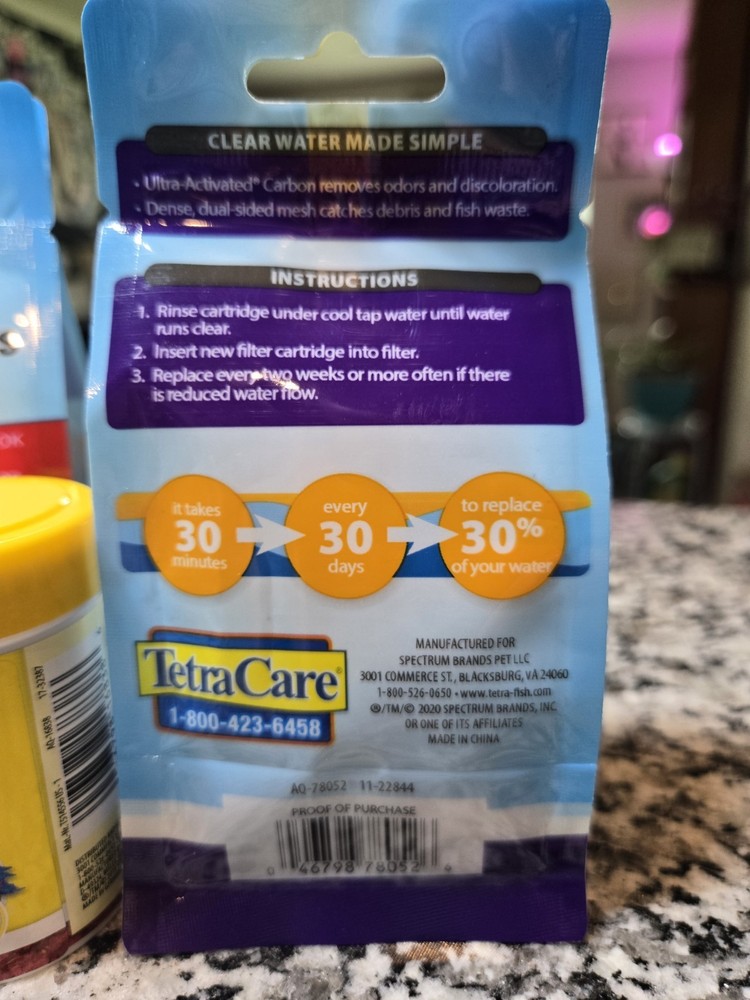 CLEAR WATER MADE SIMPLE
• Ultra-Activated® Carbon removes odors and discoloration.
• Dense, dual-sided mesh catches debris and fish waste.
INSTRUCTIONS
1. Rinse cartridge under cool tap water until water
runs clear.
2. Insert new filter cartridge into filter.
3. Replace every two weeks or more often if there
is reduced water flow.
it takes
30
minutes
every
30
days
to replace
30%
of your water
TetraCare®
1-800-423-6458
MANUFACTURED FOR
SPECTRUM BRANDS PET LLC
3001 COMMERCE ST., BLACKSBURG, VA 24060
1-800-526-0650 • www.tetra-fish.com
®/TM/© 2020 SPECTRUM BRANDS, INC.
OR ONE OF ITS AFFILIATES
MADE IN CHINA
AQ-78052 11-22844
PROOF OF PURCHASE
0 46798 78052 9
OK